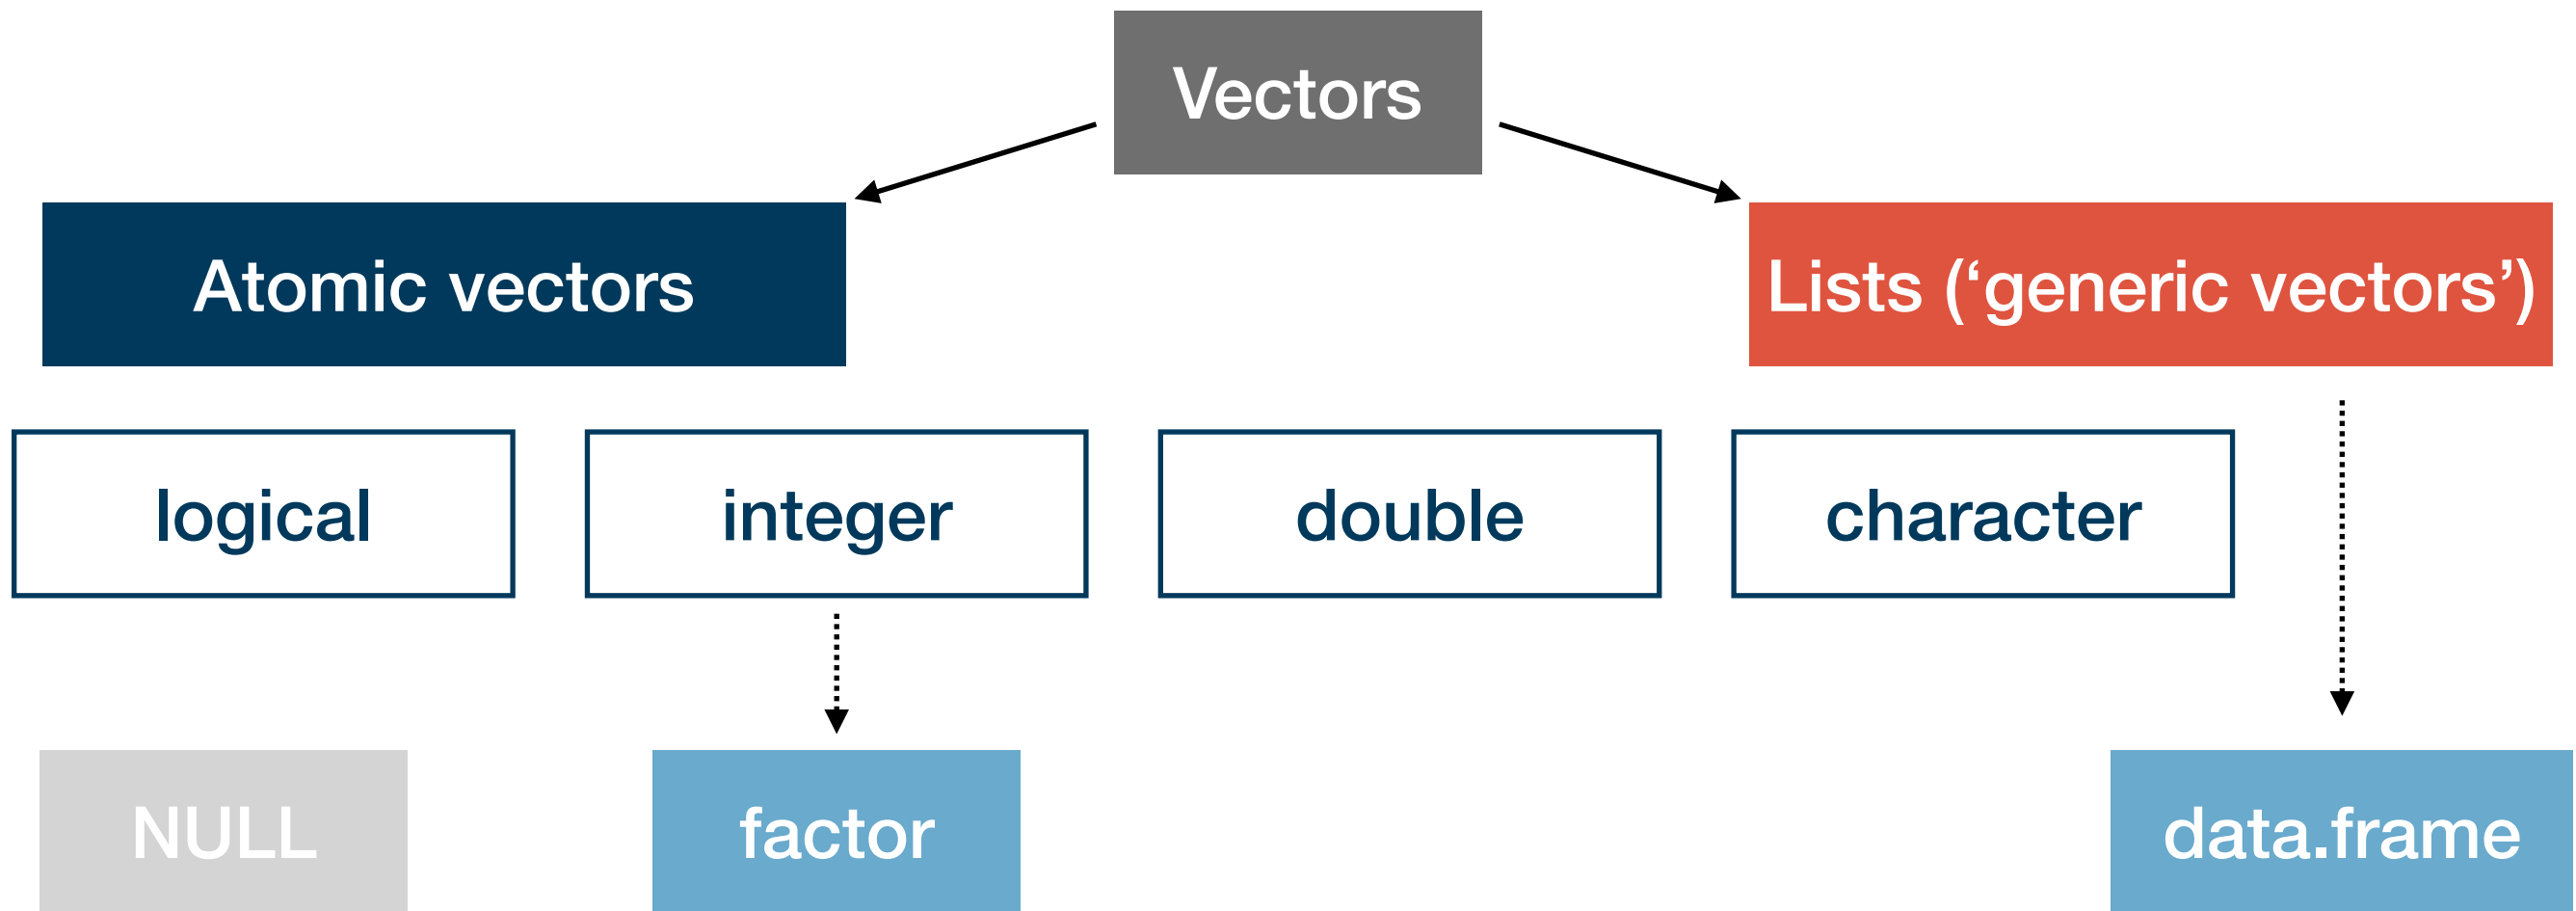 Vectors
Atomic vectors
Lists (‘generic vectors’)
logical
integer
double
character
NULL
factor
data.frame